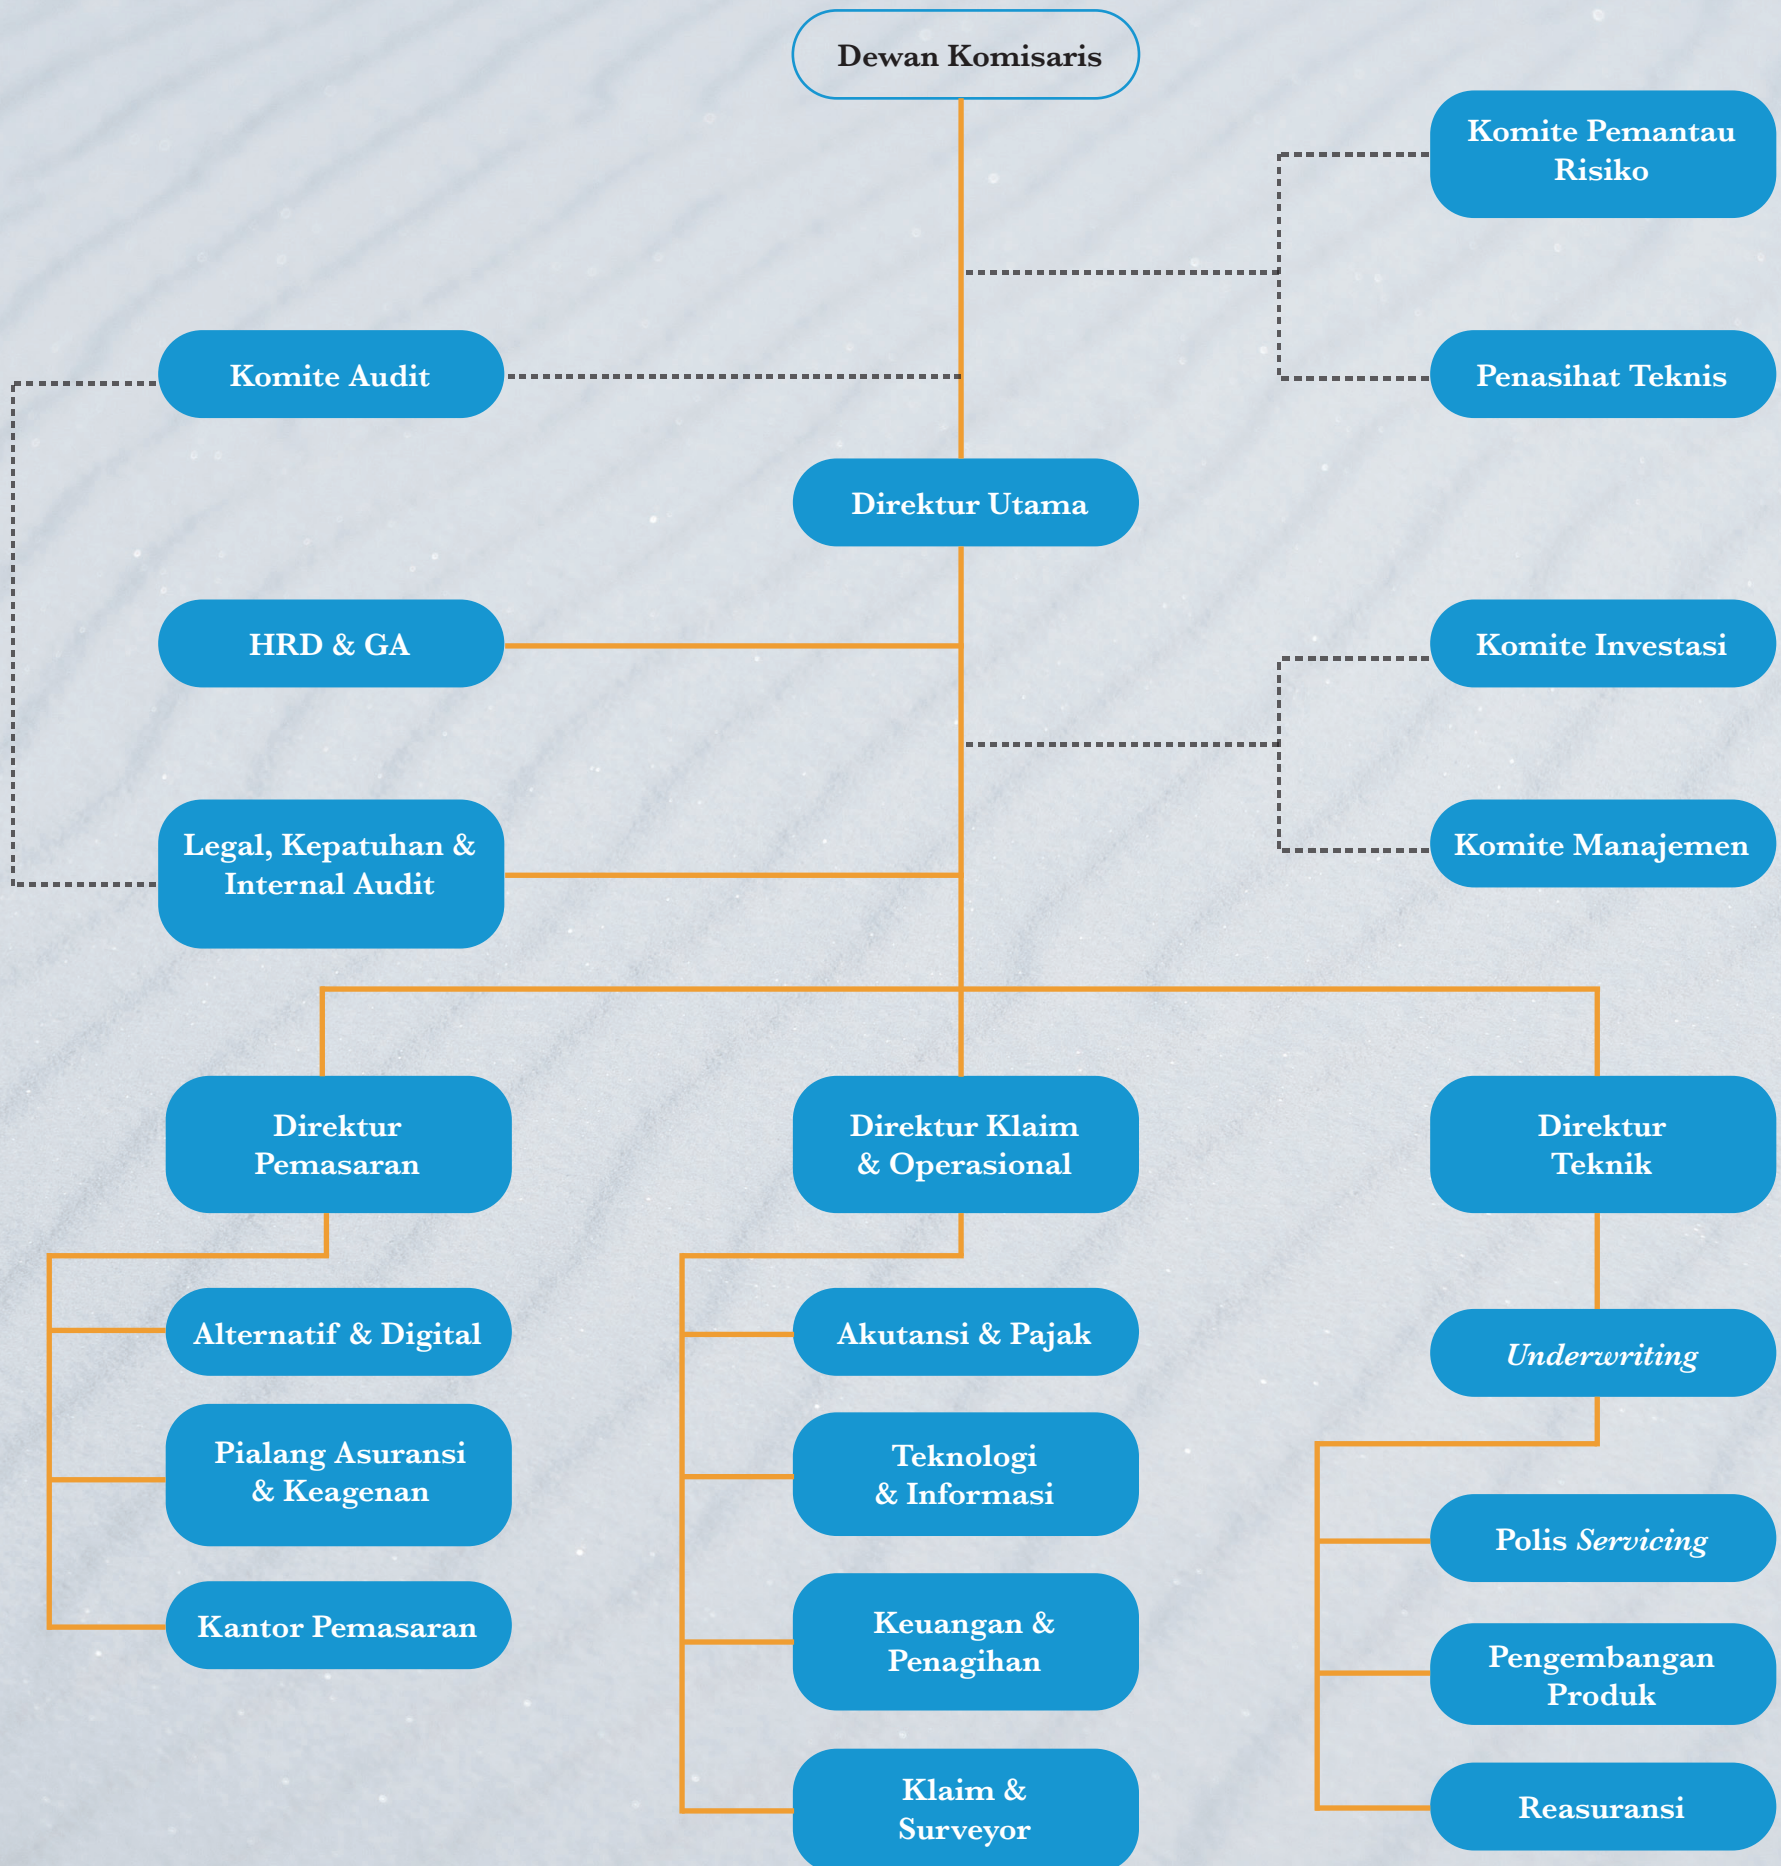 Dewan Komisaris
Komite Pemantau
Risiko
Komite Audit
Penasihat Teknis
Direktur Utama
HRD & GA
Komite Investasi
Legal, Kepatuhan &
Internal Audit
Komite Manajemen
Direktur
Pemasaran
Direktur Klaim
& Operasional
Direktur
Teknik
Alternatif & Digital
Pialang Asuransi
& Keagenan
Kantor Pemasaran
Akutansi & Pajak
Teknologi
& Informasi
Keuangan &
Penagihan
Klaim &
Surveyor
Underwriting
Polis Servicing
Pengembangan
Produk
Reasuransi